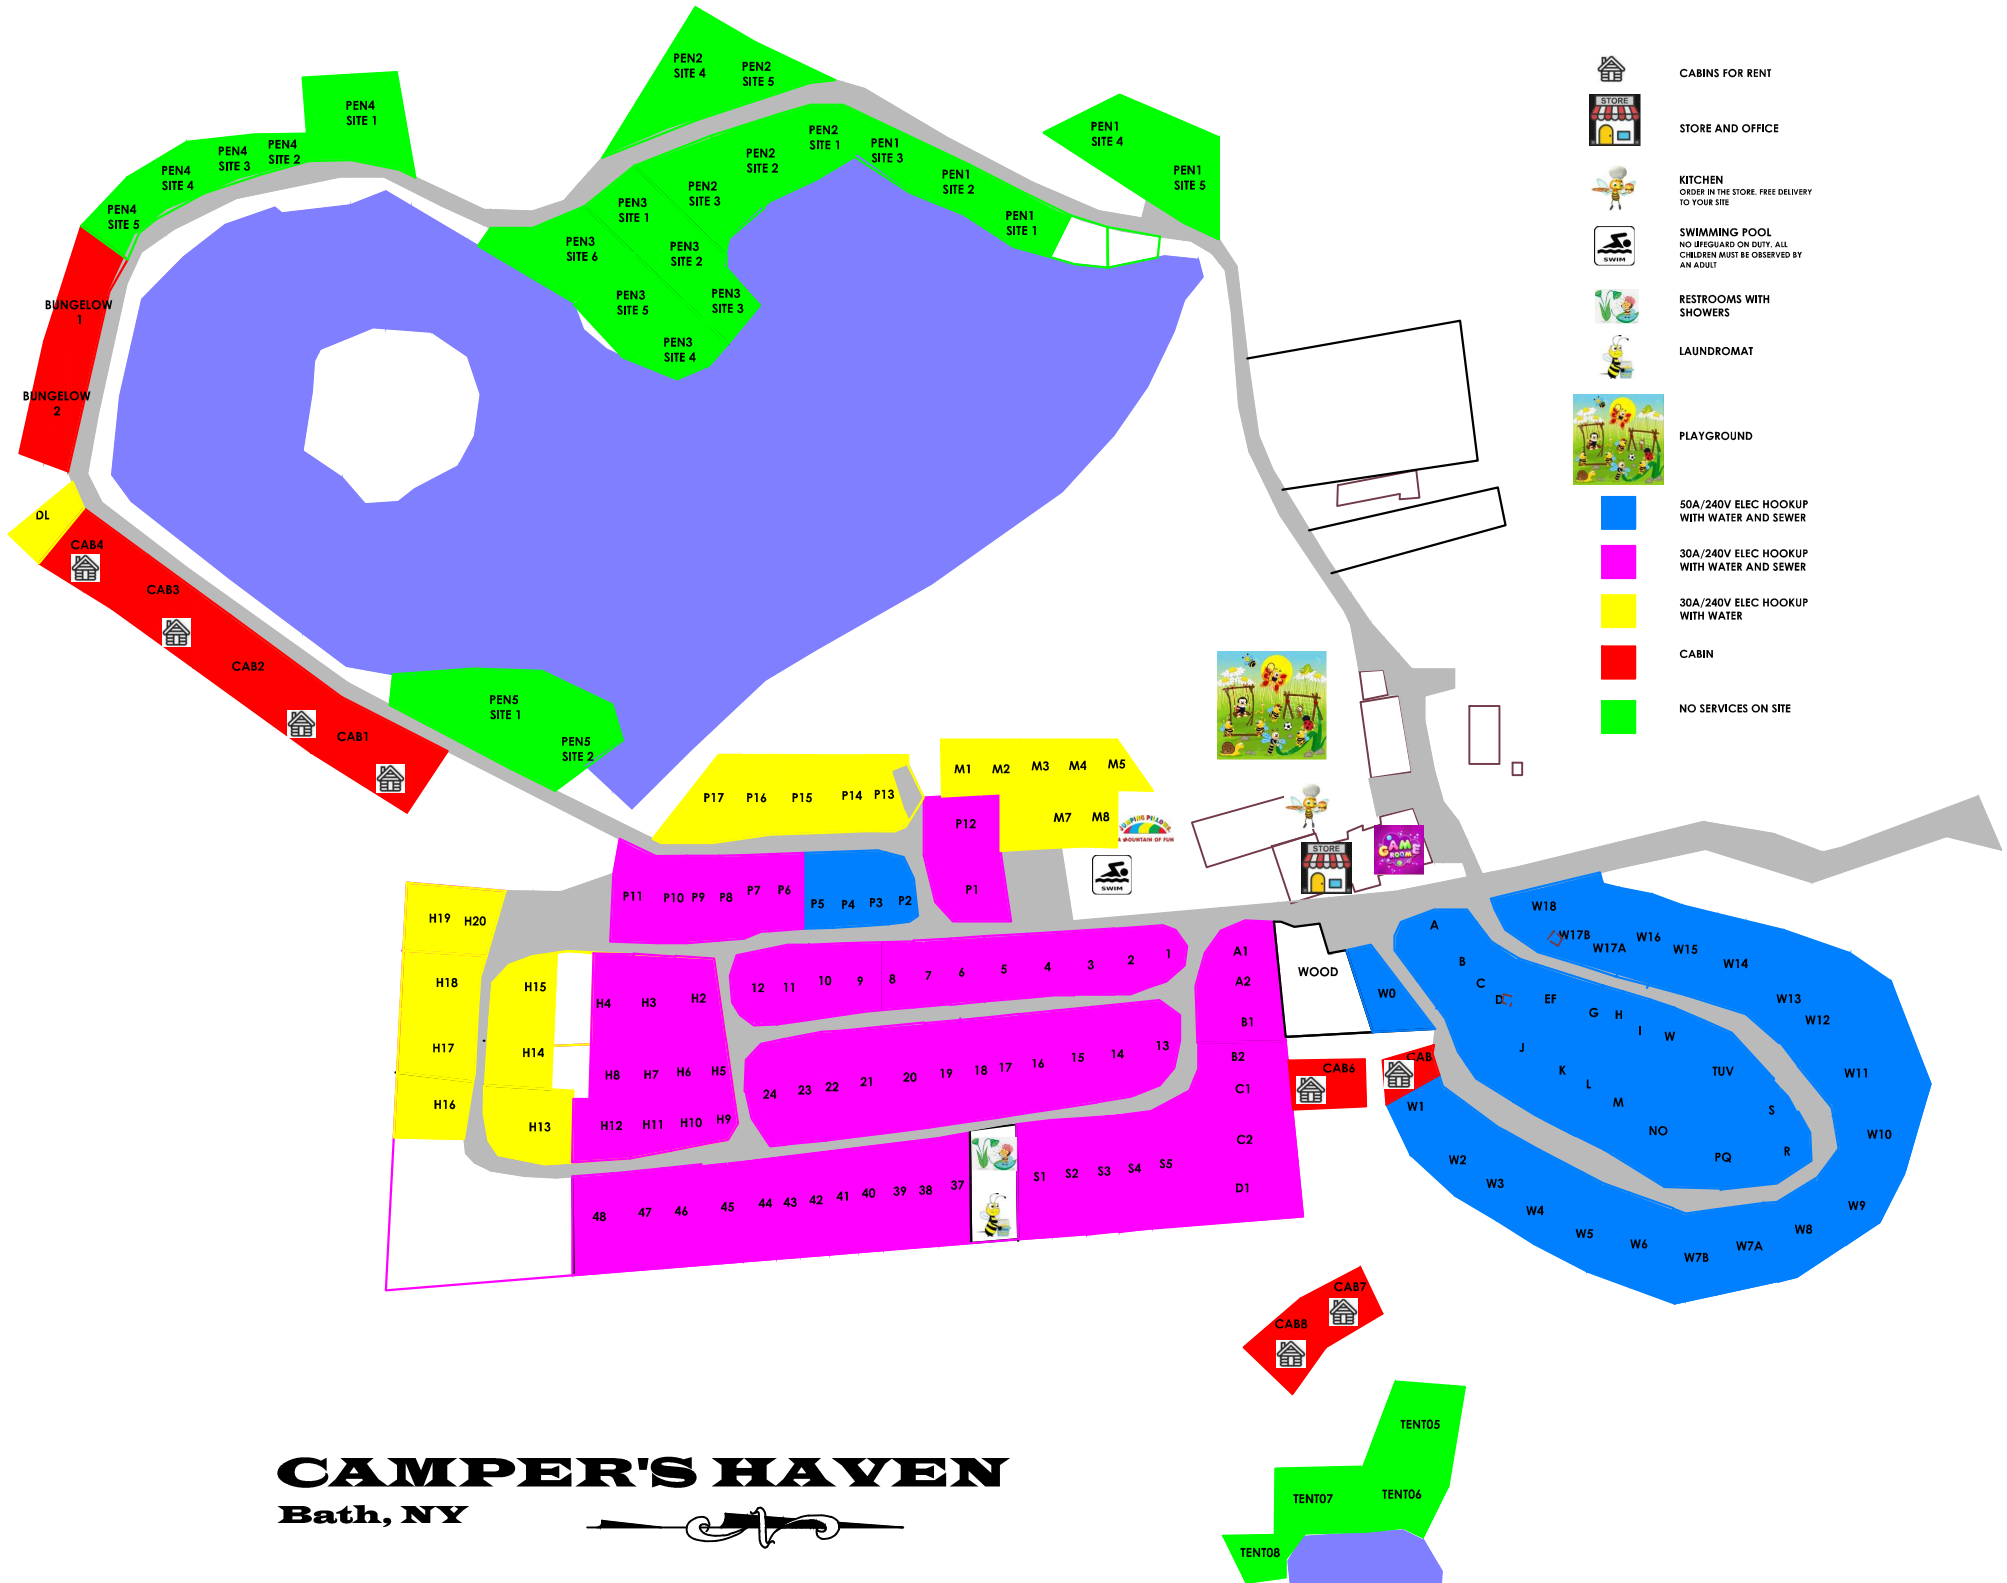 PEN2
SITE 4
PEN2
SITE 5
PEN4
SITE 1
PEN4
SITE 2
PEN4
SITE 3
PEN4
SITE 4
PEN4
SITE 5
PEN2
SITE 1
PEN2
SITE 2
PEN2
SITE 3
PEN1
SITE 3
PEN1
SITE 2
PEN1
SITE 1
PEN1
SITE 4
PEN1
SITE 5
PEN3
SITE 1
PEN3
SITE 6
PEN3
SITE 2
PEN3
SITE 5
PEN3
SITE 3
PEN3
SITE 4
BUNGELOW
1
BUNGELOW
2
DL
CAB4
CAB3
CAB2
CAB1
PEN5
SITE 1
PEN5
SITE 2
CABINS FOR RENT
STORE
STORE AND OFFICE
KITCHEN
ORDER IN THE STORE. FREE DELIVERY
TO YOUR SITE
SWIM
SWIMMING POOL
NO LIFEGUARD ON DUTY. ALL
CHILDREN MUST BE OBSERVED BY
AN ADULT
RESTROOMS WITH
SHOWERS
LAUNDROMAT
PLAYGROUND
50A/240V ELEC HOOKUP
WITH WATER AND SEWER
30A/240V ELEC HOOKUP
WITH WATER AND SEWER
30A/240V ELEC HOOKUP
WITH WATER
CABIN
NO SERVICES ON SITE
P17
P16
P15
P14
P13
M1
M2
M3
M4
M5
M7
M8
JUMPING PILLOWS
A MOUNTAIN OF FUN
SWIM
STORE
GAME
ROOM
P12
P1
P11
P10
P9
P8
P7
P6
P5
P4
P3
P2
H19
H20
H18
H17
H16
H15
H14
H13
H4
H3
H2
H8
H7
H6
H5
H12
H11
H10
H9
12
11
10
9
8
7
6
5
4
3
2
1
24
23
22
21
20
19
18
17
16
15
14
13
48
47
46
45
44
43
42
41
40
39
38
37
S1
S2
S3
S4
S5
A1
A2
B1
B2
C1
C2
D1
WOOD
W0
CAB6
CAB
W1
A
B
C
D
EF
G
H
I
W
J
K
L
M
NO
PQ
R
S
TUV
W18
W17B
W17A
W16
W15
W14
W13
W12
W11
W10
W9
W8
W7A
W7B
W6
W5
W4
W3
W2
CAB7
CAB8
TENT05
TENT06
TENT07
TENT08
CAMPER'S HAVEN
Bath, NY